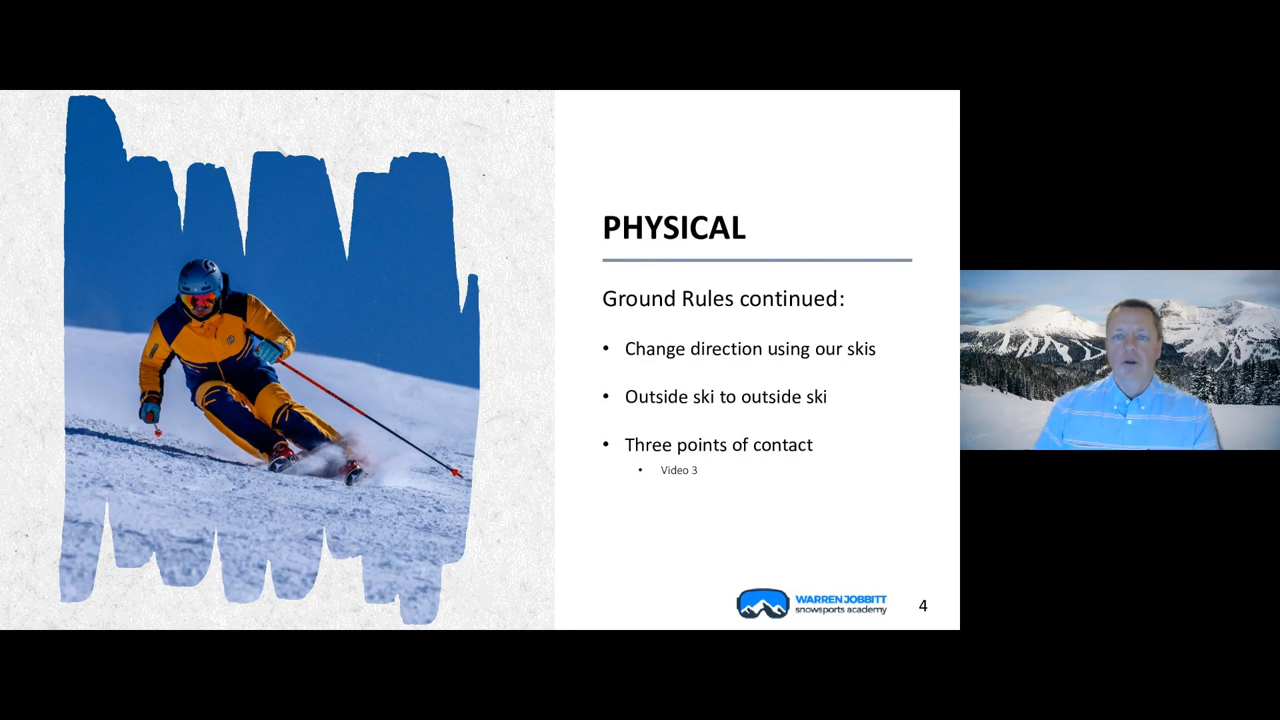 PHYSICAL
Ground Rules continued:
• Change direction using our skis
• Outside ski to outside ski
• Three points of contact
• Video 3
WARREN JOBBITT
snowsports academy
4